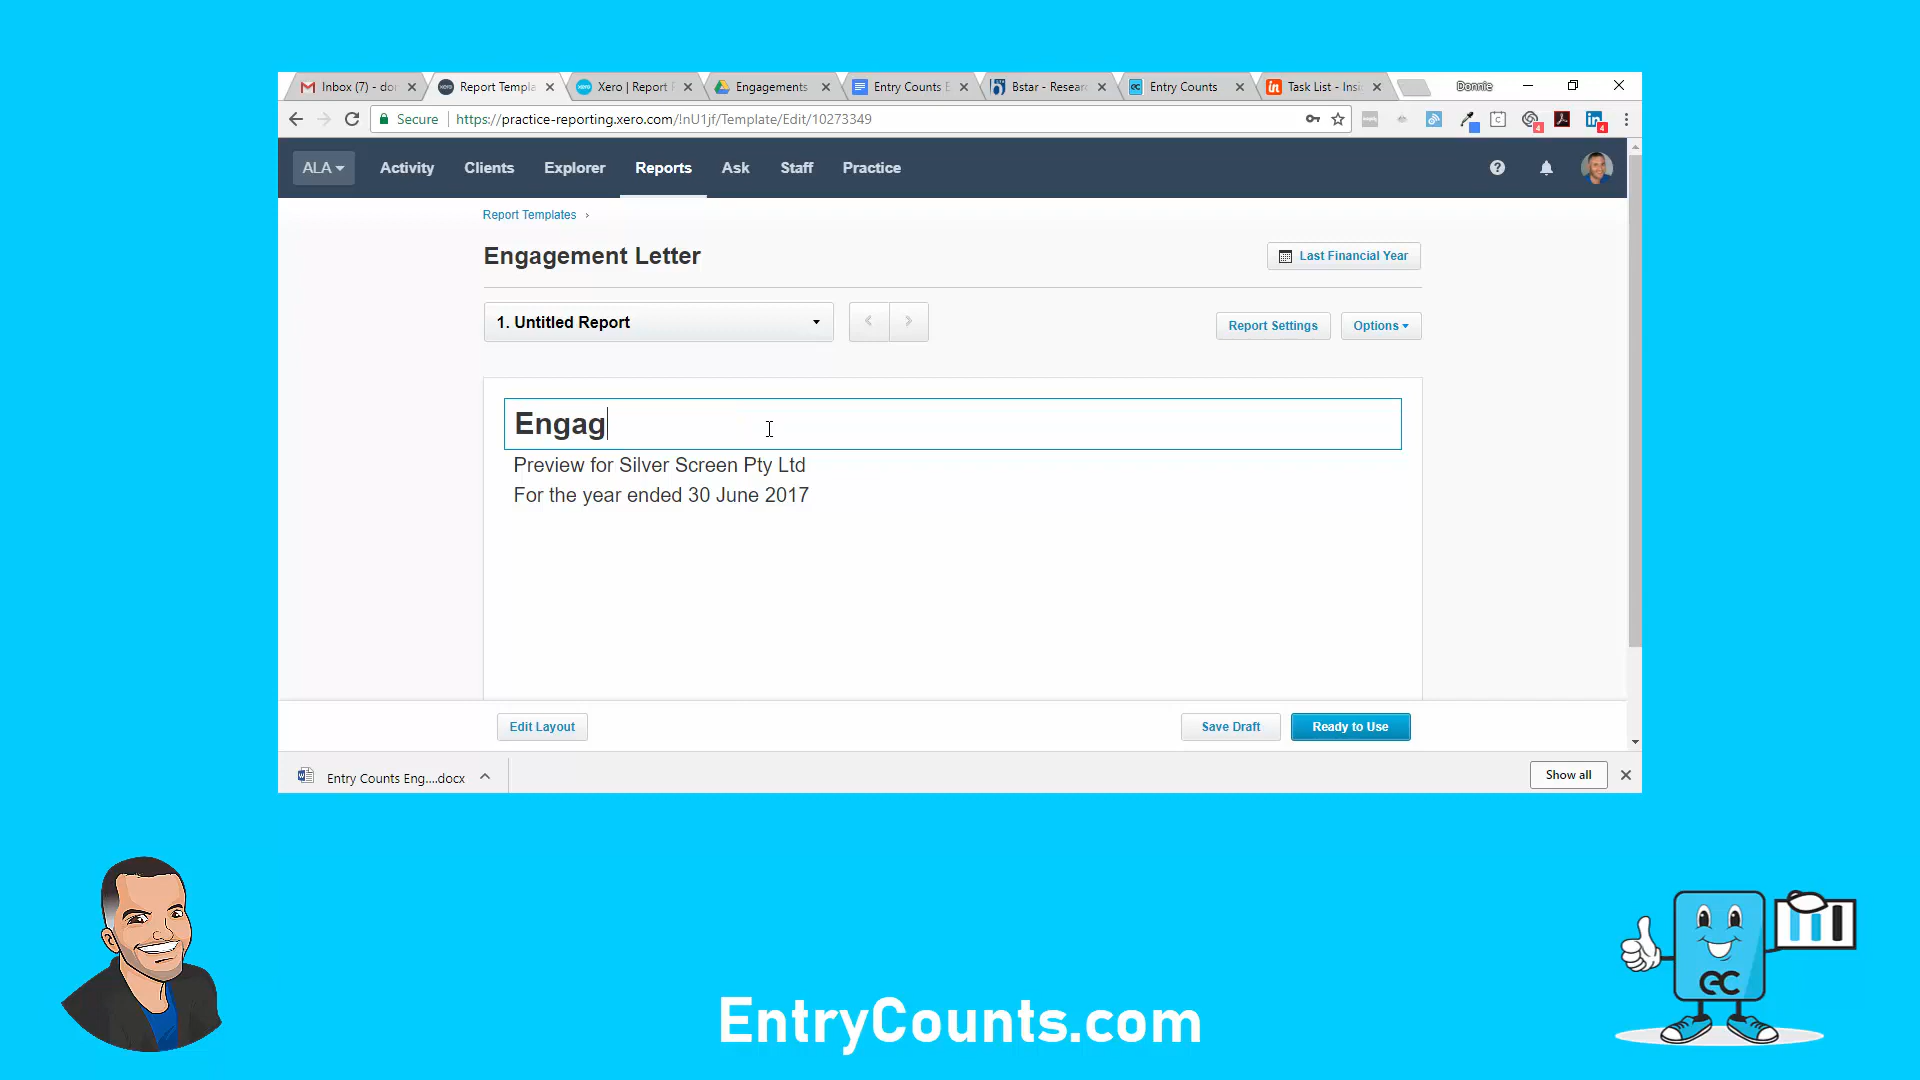 Inbox (7) - dor
Report Templa
Xero | Report F
Engagements
Entry Counts E
Bstar - Resear
Entry Counts
Task List - Insi
Donnie
Secure
https://practice-reporting.xero.com/!nU1jf/Template/Edit/10273349
4
4
ALA
Activity
Clients
Explorer
Reports
Ask
Staff
Practice
Report Templates ›
Engagement Letter
Last Financial Year
1. Untitled Report
Report Settings
Options
Engag
Preview for Silver Screen Pty Ltd
For the year ended 30 June 2017
Edit Layout
Save Draft
Ready to Use
Entry Counts Eng....docx
Show all
ec
EntryCounts.com